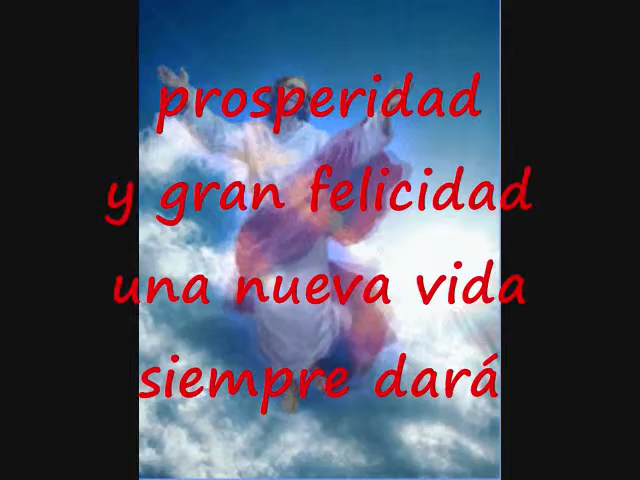 prosperidad
y gran felicidad
una nueva vida
siempre dará